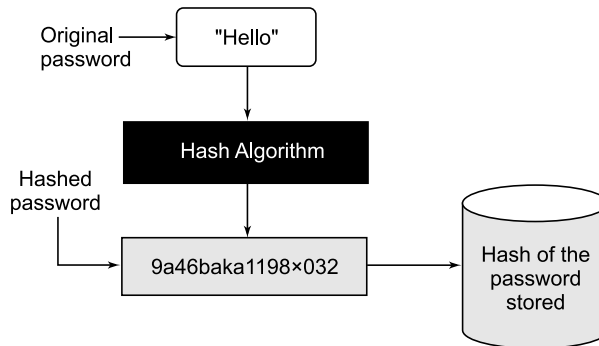 Original
password
"Hello"
Hash Algorithm
Hashed
password
9a46baka1198×032
Hash of the
password
stored